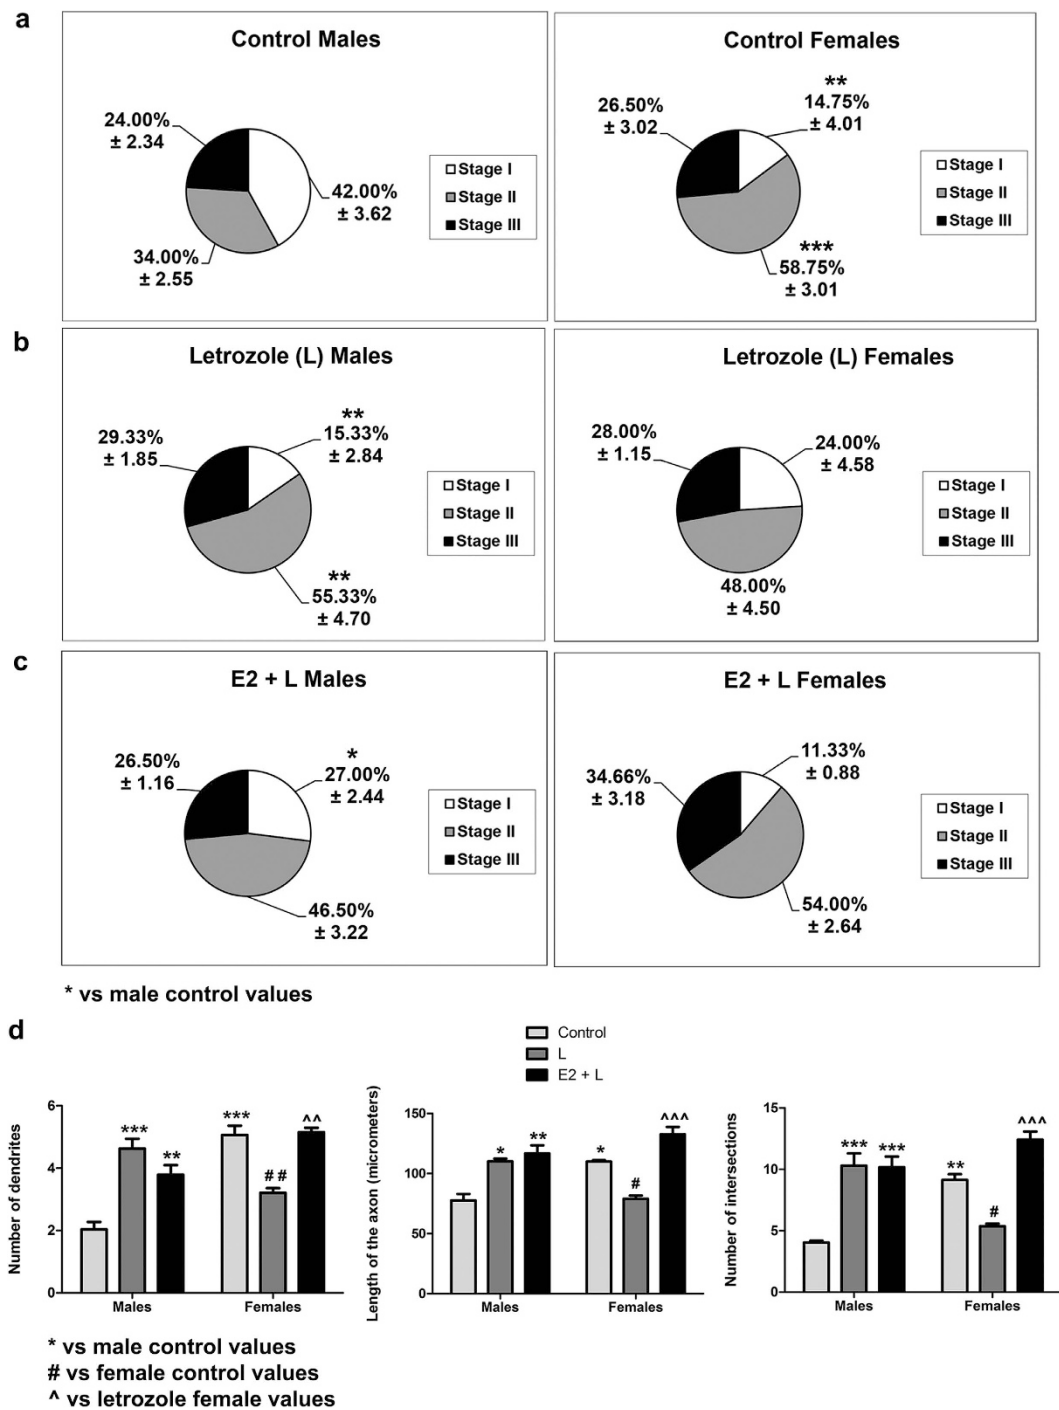 a
Control Males
24.00%
± 2.34
42.00%
± 3.62
34.00%
± 2.55
Stage I
Stage II
Stage III
Control Females
26.50%
± 3.02
**
14.75%
± 4.01
***
58.75%
± 3.01
Stage I
Stage II
Stage III
b
Letrozole (L) Males
29.33%
± 1.85
**
15.33%
± 2.84
**
55.33%
± 4.70
Stage I
Stage II
Stage III
Letrozole (L) Females
28.00%
± 1.15
24.00%
± 4.58
48.00%
± 4.50
Stage I
Stage II
Stage III
c
E2 + L Males
26.50%
± 1.16
*
27.00%
± 2.44
46.50%
± 3.22
Stage I
Stage II
Stage III
E2 + L Females
34.66%
± 3.18
11.33%
± 0.88
54.00%
± 2.64
Stage I
Stage II
Stage III
* vs male control values
d
Control
L
E2 + L
Number of dendrites
6
4
2
0
***
**
***
# #
^^
Males
Females
Length of the axon (micrometers)
150
100
50
0
*
**
*
#
^^^
Males
Females
Number of intersections
15
10
5
0
***
***
**
#
^^^
Males
Females
* vs male control values
# vs female control values
^ vs letrozole female values